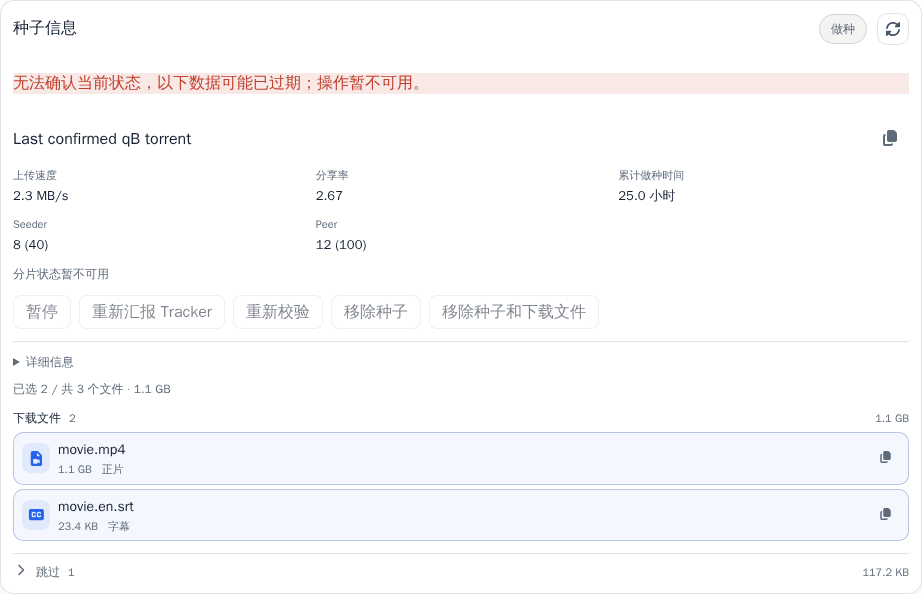 种子信息
做种
无法确认当前状态，以下数据可能已过期；操作暂不可用。
Last confirmed qB torrent
上传速度 分享率 累计做种时间
2.3 MB/s 2.67 25.0 小时
Seeder Peer
8 (40) 12 (100)
分片状态暂不可用
暂停 重新汇报 Tracker 重新校验 移除种子 移除种子和下载文件
详细信息
已选 2 / 共 3 个文件 · 1.1 GB
下载文件 2 1.1 GB
movie.mp4
1.1 GB 正片
CC
movie.en.srt
23.4 KB 字幕
跳过 1 117.2 KB